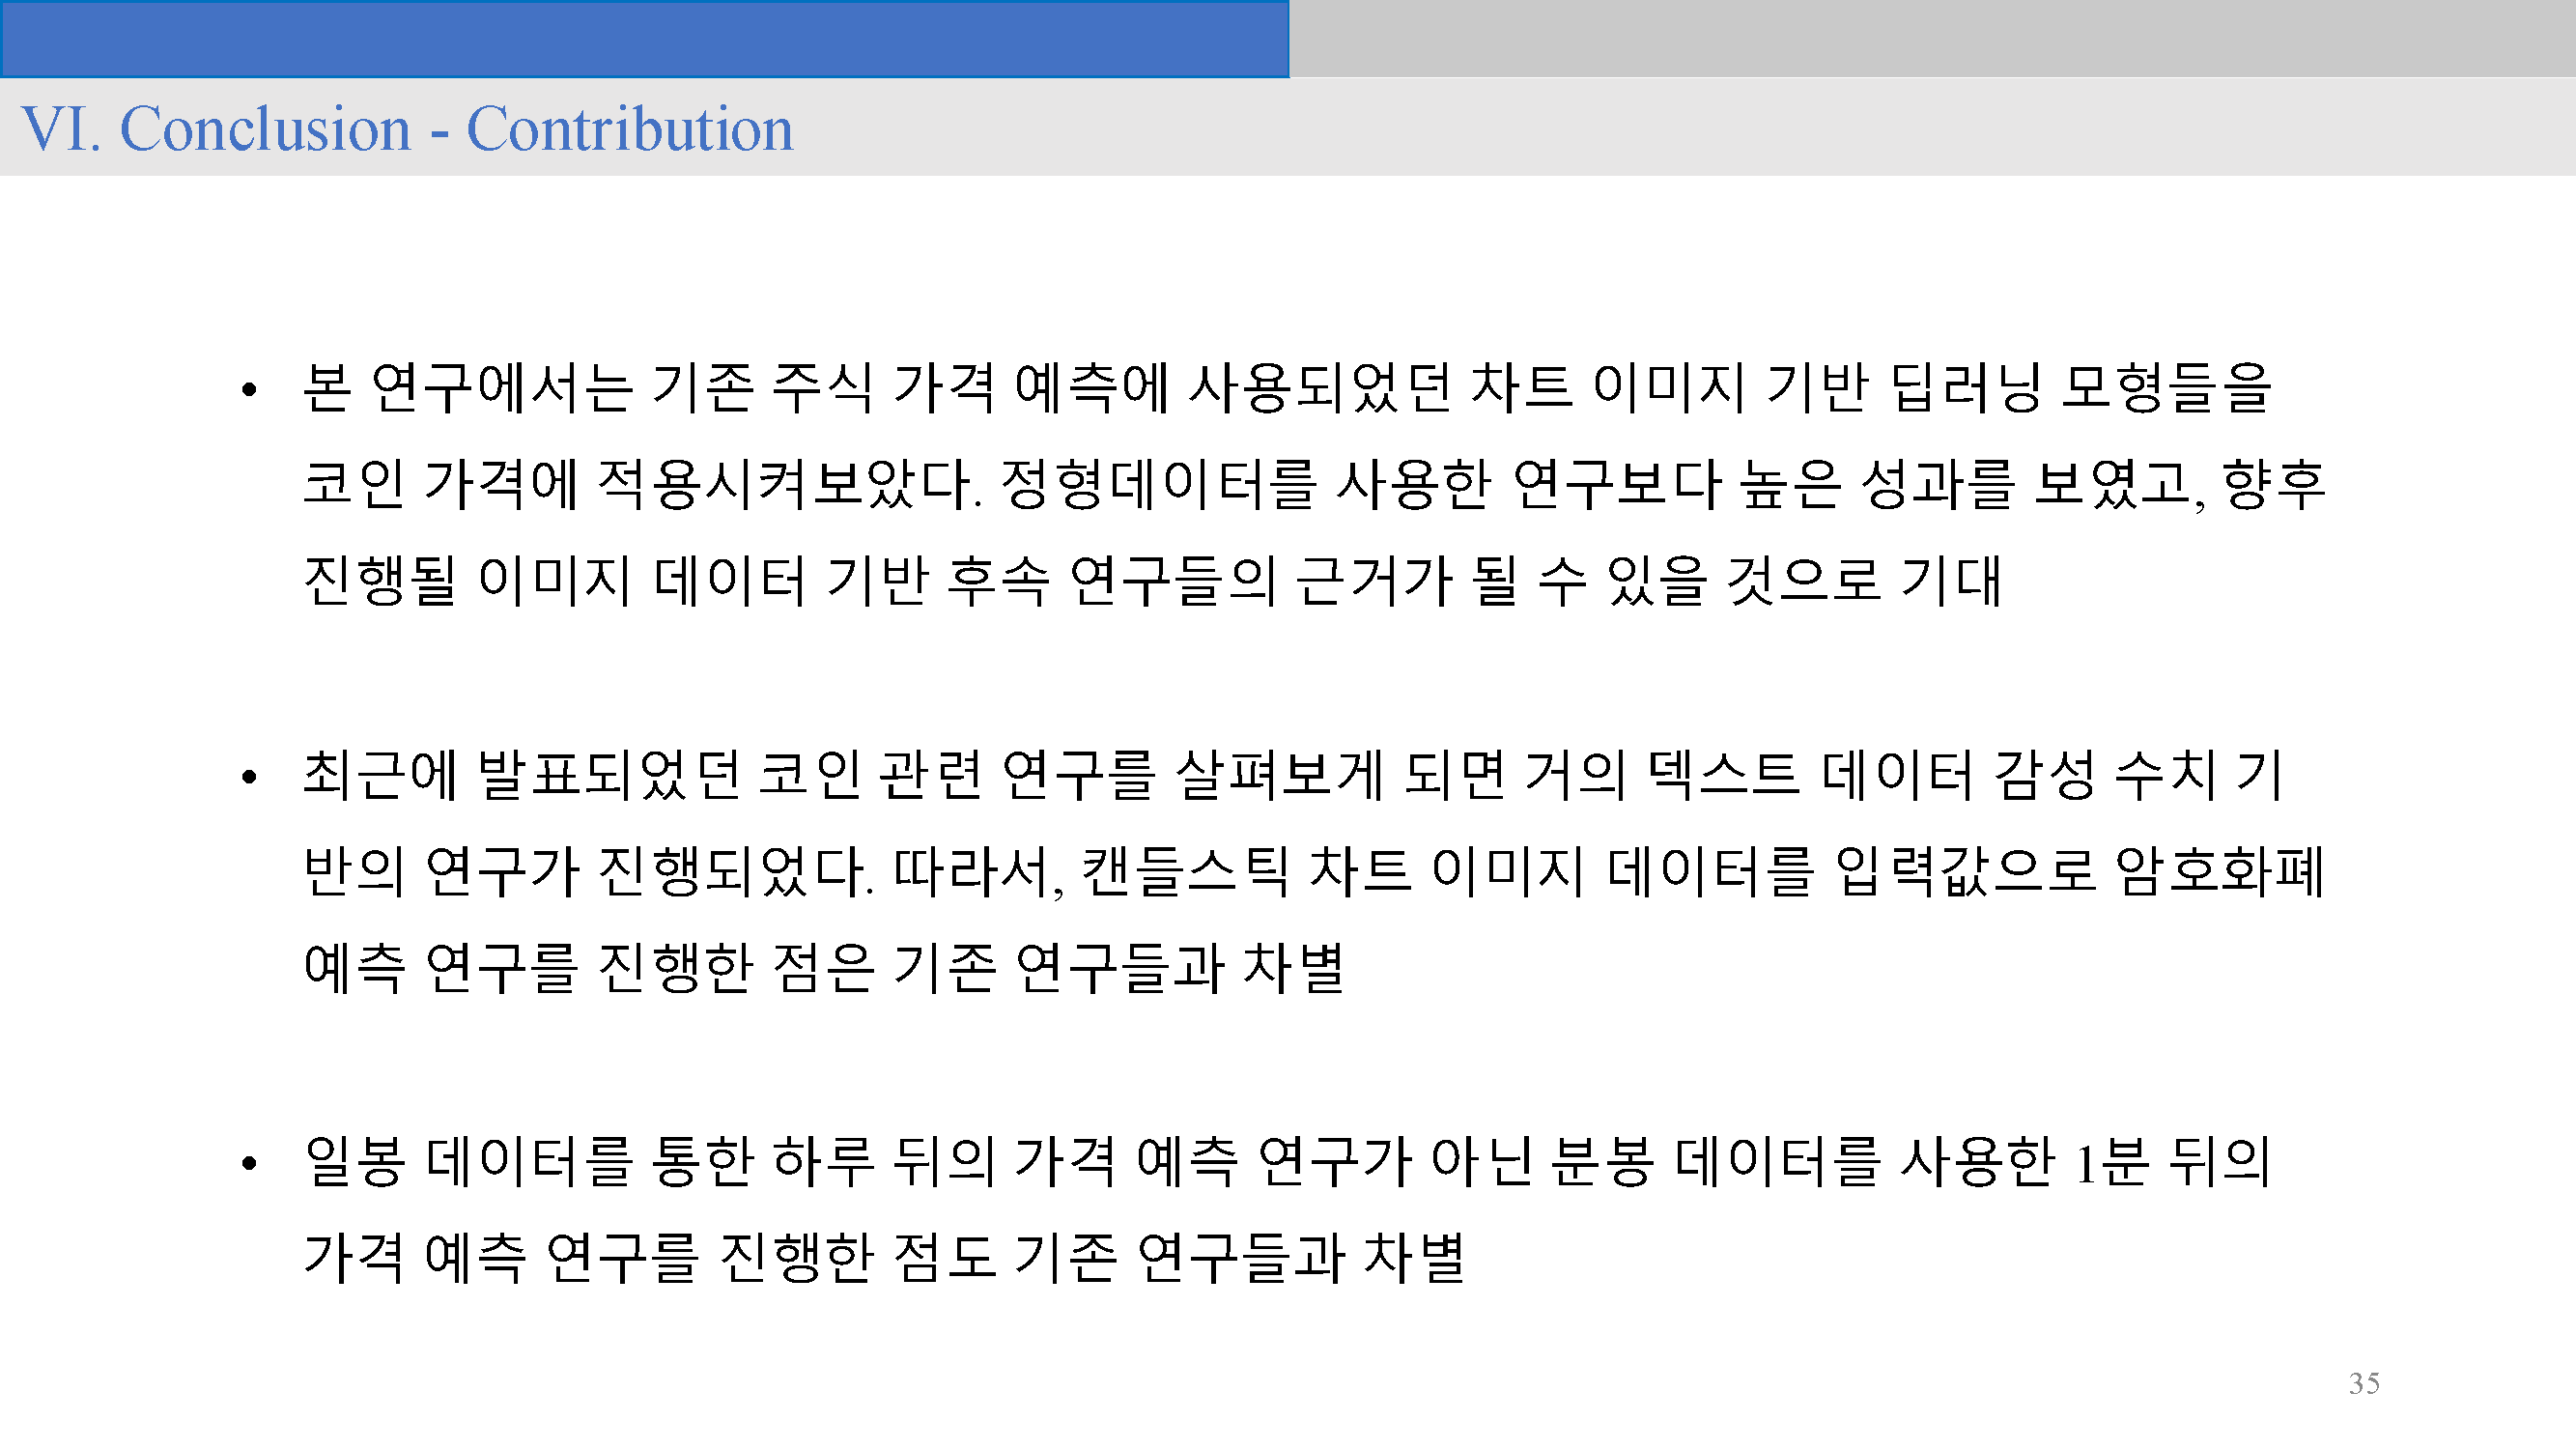 VI. Conclusion - Contribution
• 본 연구에서는 기존 주식 가격 예측에 사용되었던 차트 이미지 기반 딥러닝 모형들을
코인 가격에 적용시켜보았다. 정형데이터를 사용한 연구보다 높은 성과를 보였고, 향후
진행될 이미지 데이터 기반 후속 연구들의 근거가 될 수 있을 것으로 기대
• 최근에 발표되었던 코인 관련 연구를 살펴보게 되면 거의 덱스트 데이터 감성 수치 기
반의 연구가 진행되었다. 따라서, 캔들스틱 차트 이미지 데이터를 입력값으로 암호화폐
예측 연구를 진행한 점은 기존 연구들과 차별
• 일봉 데이터를 통한 하루 뒤의 가격 예측 연구가 아닌 분봉 데이터를 사용한 1분 뒤의
가격 예측 연구를 진행한 점도 기존 연구들과 차별
35